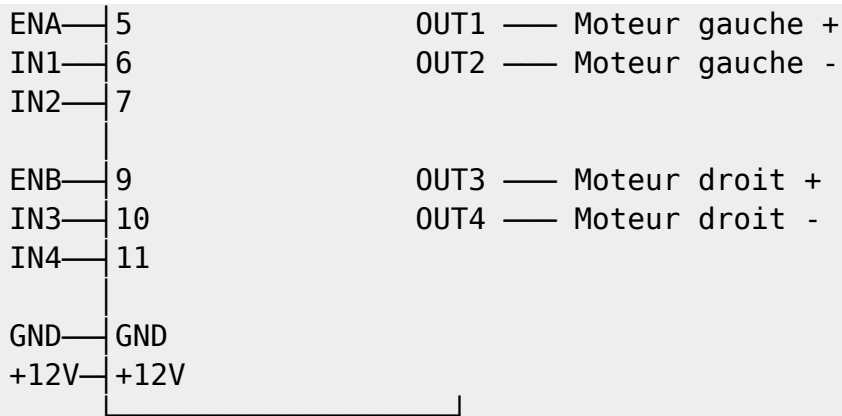 ENA──┤5 OUT1 ─── Moteur gauche +
IN1──┤6 OUT2 ─── Moteur gauche -
IN2──┤7
ENB──┤9 OUT3 ─── Moteur droit +
IN3──┤10 OUT4 ─── Moteur droit -
IN4──┤11
GND──┤GND
+12V─┤+12V